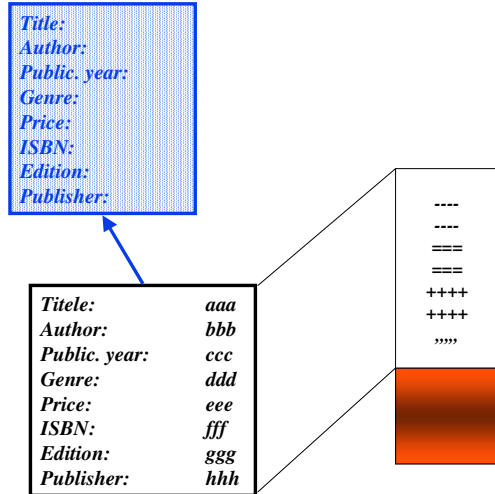 Title:
Author:
Public. year:
Genre:
Price:
ISBN:
Edition:
Publisher:
Titele: aaa
Author: bbb
Public. year: ccc
Genre: ddd
Price: eee
ISBN: fff
Edition: ggg
Publisher: hhh
----
----
===
===
++++
++++
,,,,,